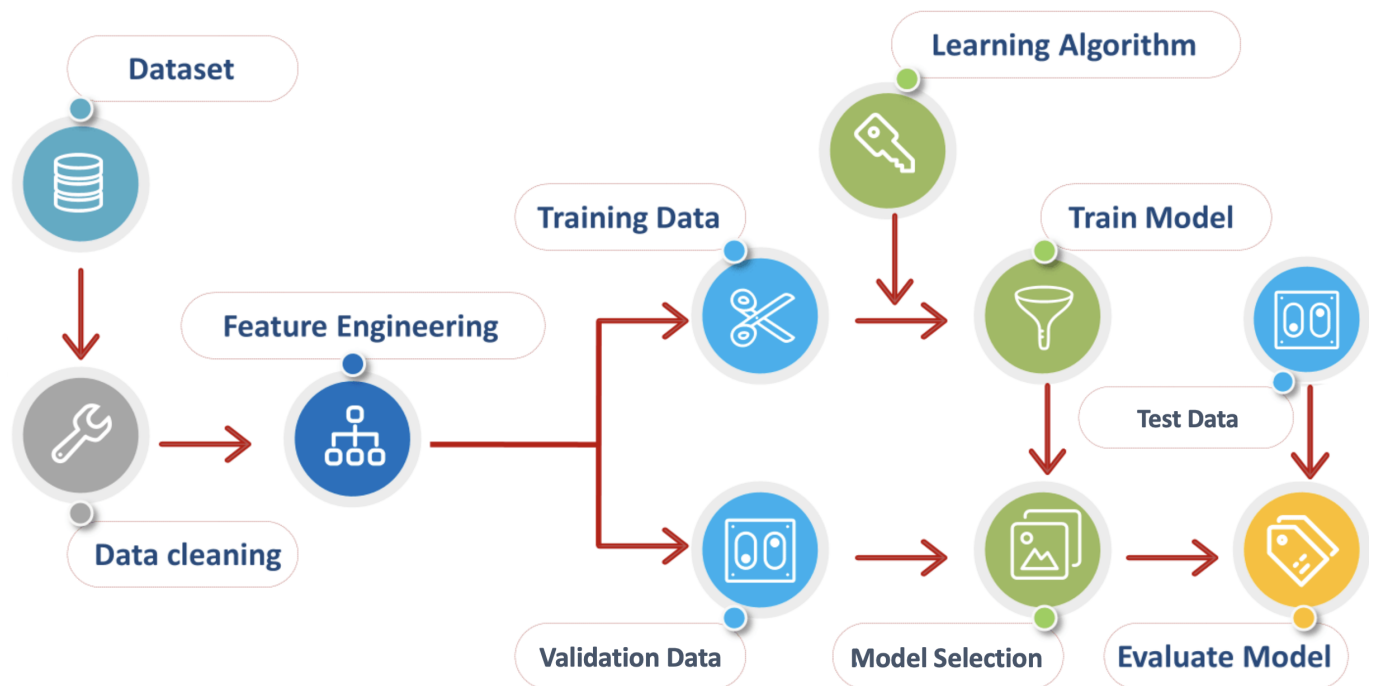 Dataset
Learning Algorithm
Training Data
Train Model
Feature Engineering
Test Data
Data cleaning
Validation Data
Model Selection
Evaluate Model